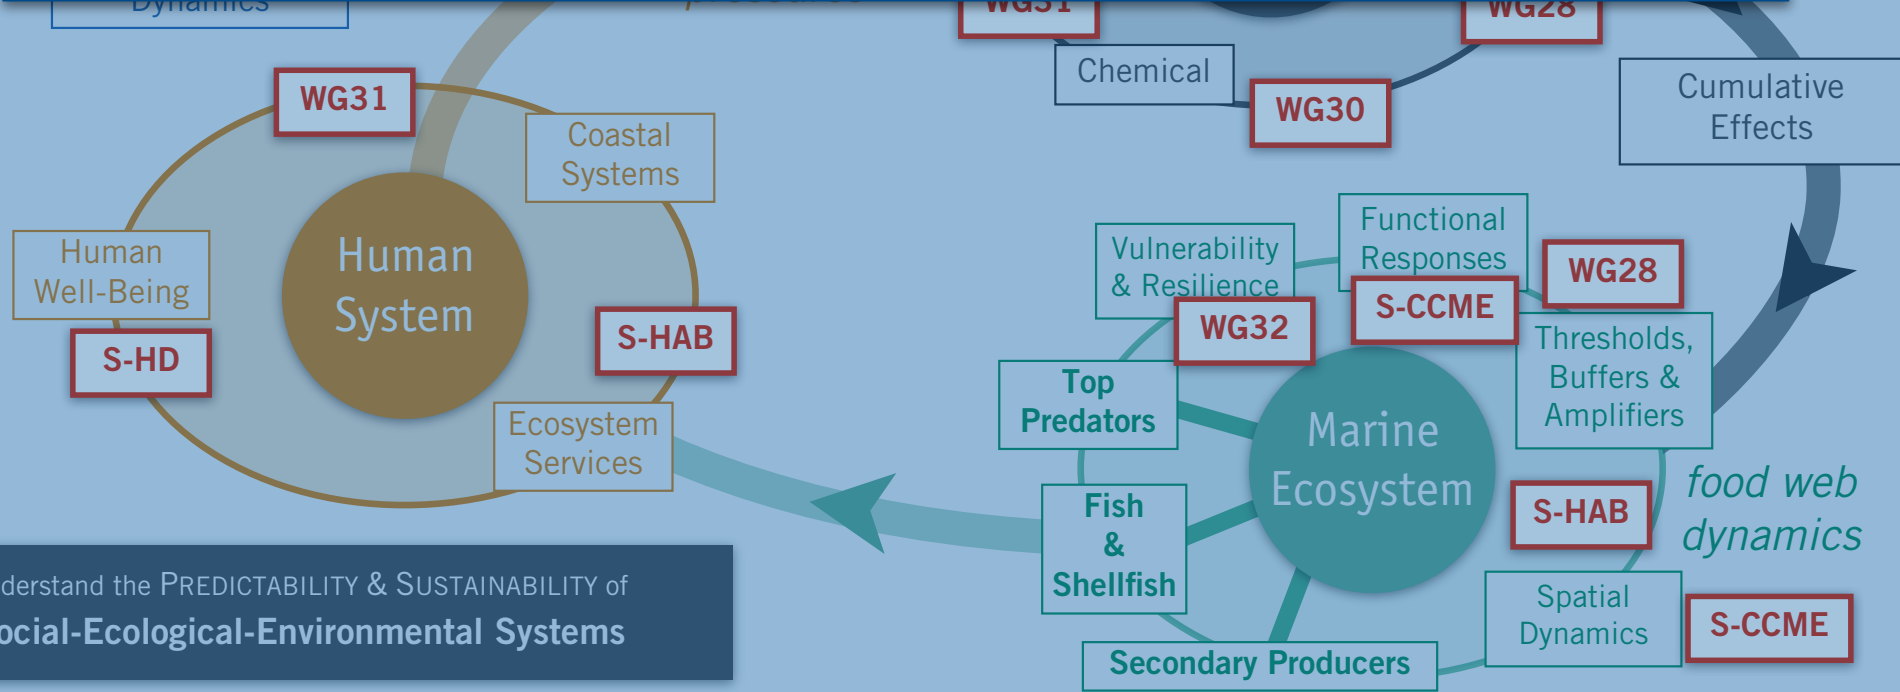 Dynamics
pressures
WG31
WG28
Chemical
WG30
Cumulative
Effects
WG31
Coastal
Systems
Human
Well-Being
Human
System
S-HD
S-HAB
Ecosystem
Services
Functional
Responses
Vulnerability
& Resilience
WG28
S-CCME
WG32
Thresholds,
Buffers &
Amplifiers
Top
Predators
Marine
Ecosystem
food web
dynamics
S-HAB
Fish
&
Shellfish
Spatial
Dynamics
S-CCME
Secondary Producers
derstand the PREDICTABILITY & SUSTAINABILITY of
ocial-Ecological-Environmental Systems